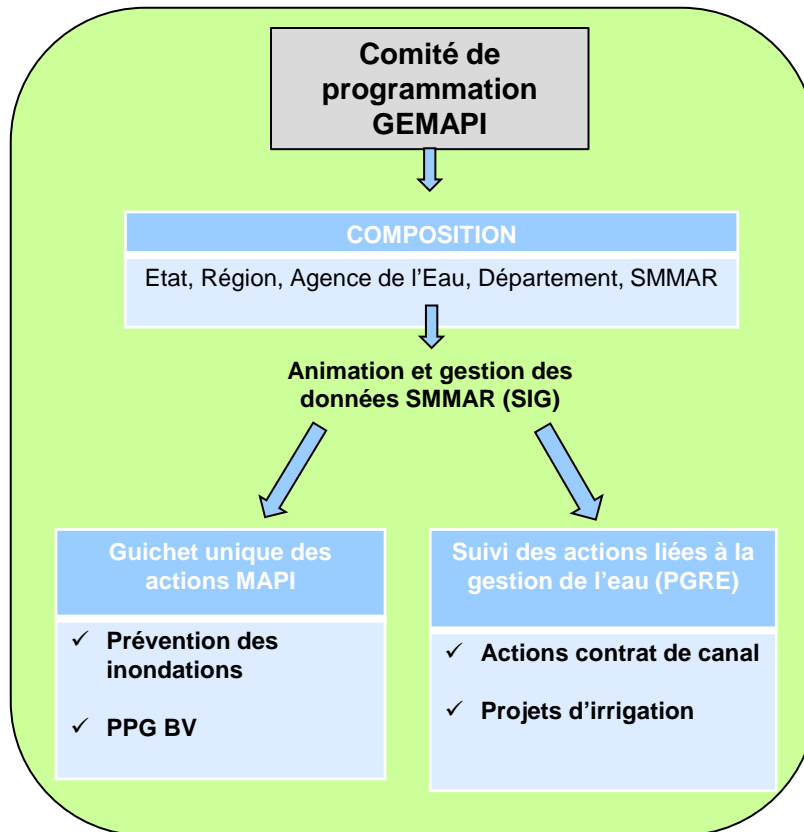 Comité de
programmation
GEMAPI
COMPOSITION
Etat, Région, Agence de l'Eau, Département, SMMAR
Animation et gestion des
données SMMAR (SIG)
Guichet unique des
actions MAPI
✓ Prévention des
inondations
✓ PPG BV
Suivi des actions liées à la
gestion de l'eau (PGRE)
✓ Actions contrat de canal
✓ Projets d'irrigation